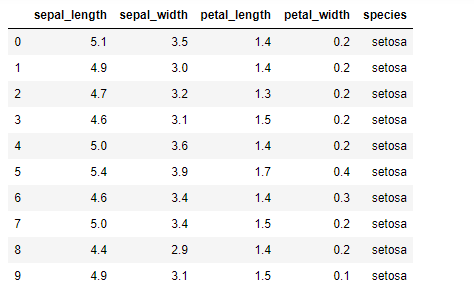 sepal_length sepal_width petal_length petal_width species
0 5.1 3.5 1.4 0.2 setosa
1 4.9 3.0 1.4 0.2 setosa
2 4.7 3.2 1.3 0.2 setosa
3 4.6 3.1 1.5 0.2 setosa
4 5.0 3.6 1.4 0.2 setosa
5 5.4 3.9 1.7 0.4 setosa
6 4.6 3.4 1.4 0.3 setosa
7 5.0 3.4 1.5 0.2 setosa
8 4.4 2.9 1.4 0.2 setosa
9 4.9 3.1 1.5 0.1 setosa